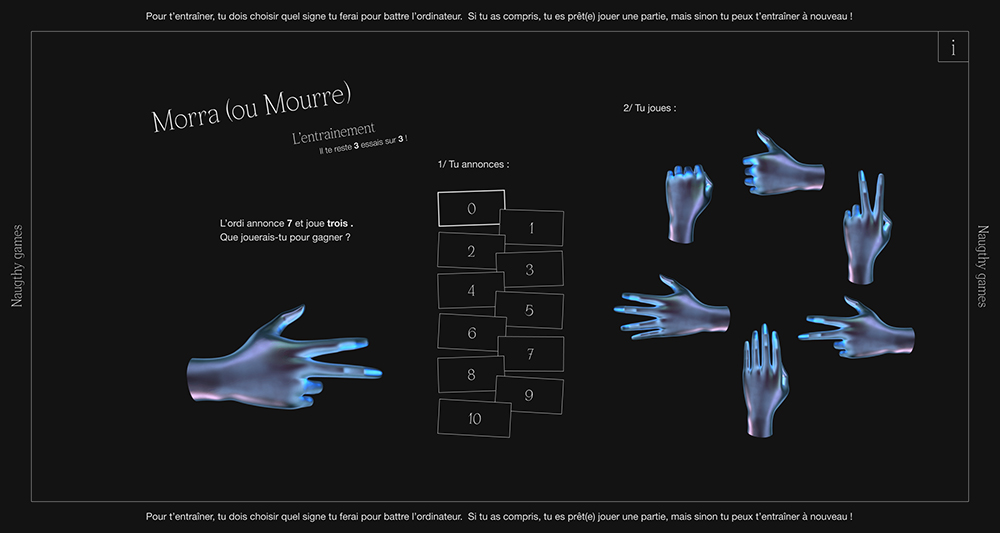 Pour t'entraîner, tu dois choisir quel signe tu ferai pour battre l'ordinateur.  Si tu as compris, tu es prêt(e) jouer une partie, mais sinon tu peux t'entraîner à nouveau !
i
Morra (ou Mourre)
L'entrainement
Il te reste 3 essais sur 3 !
L'ordi annonce 7 et joue trois .
Que jouerais-tu pour gagner ?
1/ Tu annonces :
0
1
2
3
4
5
6
7
8
9
10
2/ Tu joues :
Naugthy games
Naugthy games
Pour t'entraîner, tu dois choisir quel signe tu ferai pour battre l'ordinateur.  Si tu as compris, tu es prêt(e) jouer une partie, mais sinon tu peux t'entraîner à nouveau !